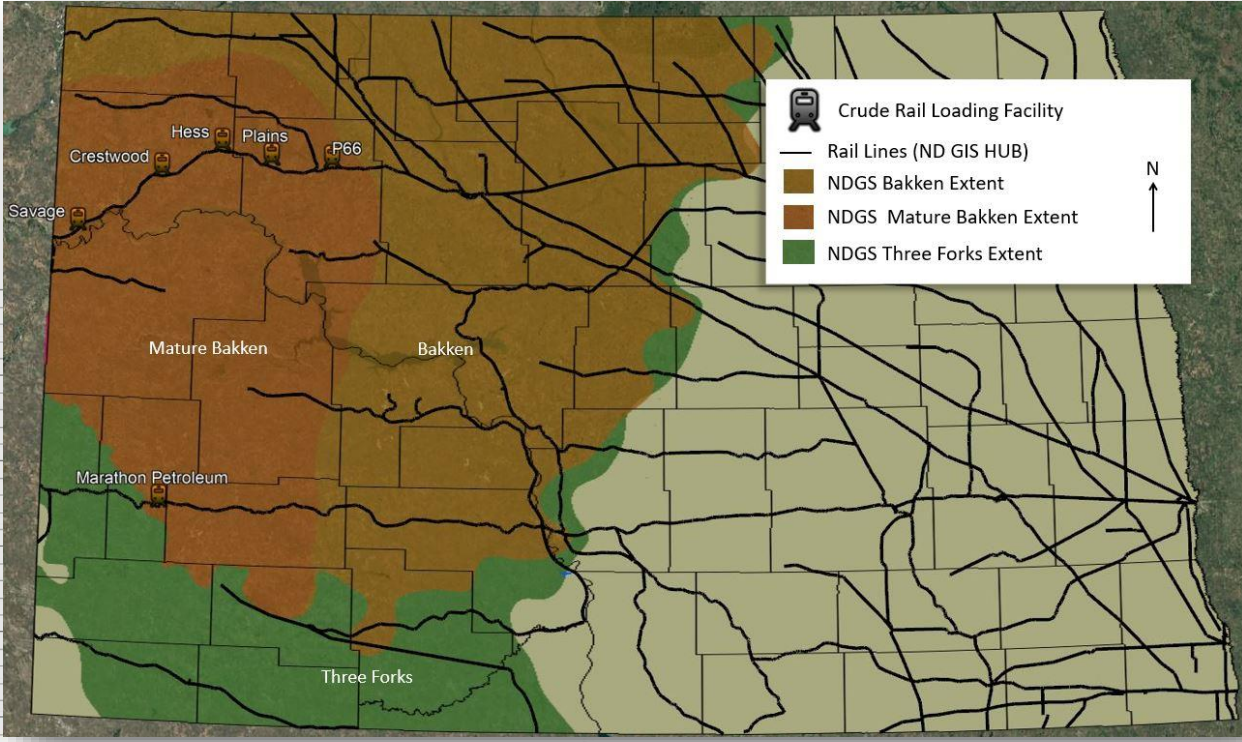 Crude Rail Loading Facility
Rail Lines (ND GIS HUB)
NDGS Bakken Extent
NDGS Mature Bakken Extent
NDGS Three Forks Extent
N
Hess
Plains
P66
Crestwood
Savage
Mature Bakken
Bakken
Marathon Petroleum
Three Forks